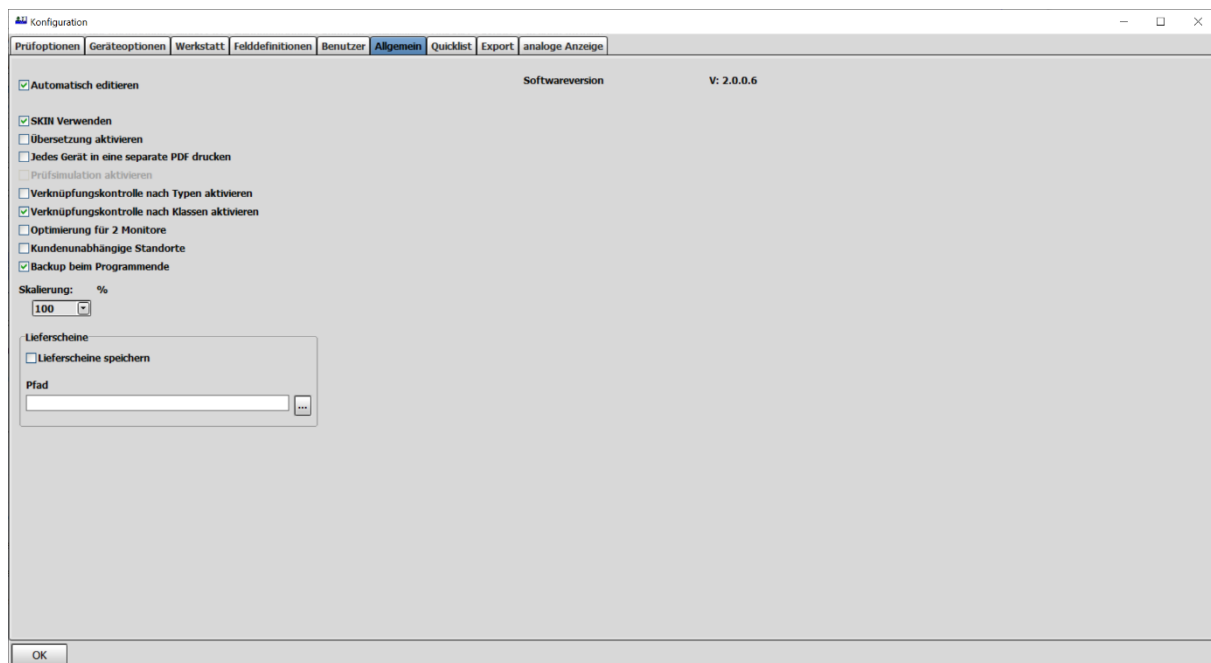 Konfiguration
Prüfoptionen Geräteoptionen Werkstatt Felddefinitionen Benutzer Allgemein Quicklist Export analoge Anzeige
Automatisch editieren
Softwareversion V: 2.0.0.6
SKIN Verwenden
Übersetzung aktivieren
Jedes Gerät in eine separate PDF drucken
Prüfsimulation aktivieren
Verknüpfungskontrolle nach Typen aktivieren
Verknüpfungskontrolle nach Klassen aktivieren
Optimierung für 2 Monitore
Kundenunabhängige Standorte
Backup beim Programmende
Skalierung: %
100
Lieferscheine
Lieferscheine speichern
Pfad
...
OK